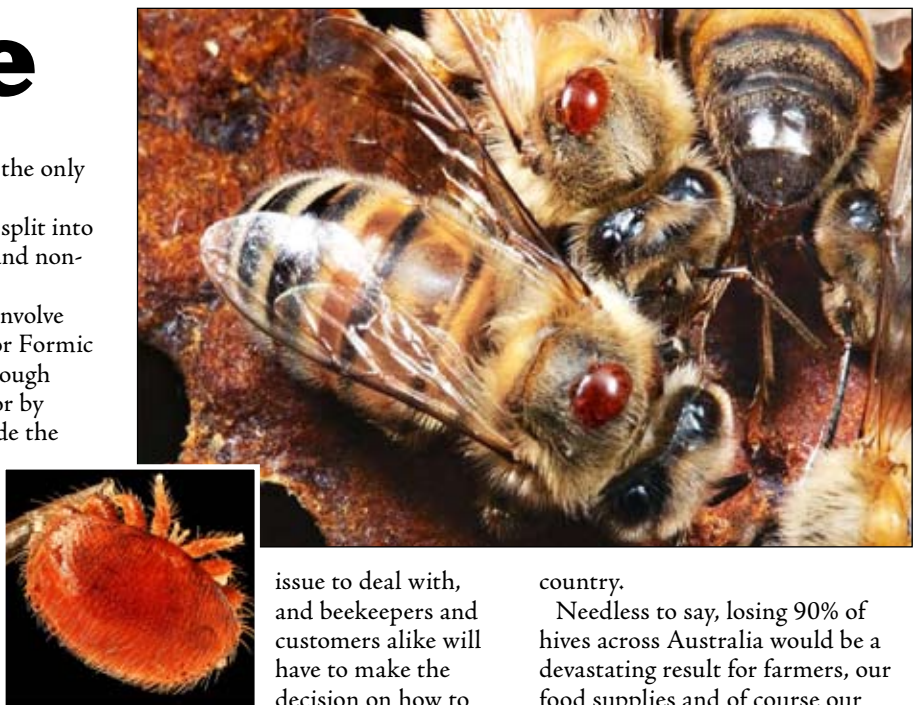 e
the only
split into
nd non-
nvolve
or Formic
ough
or by
de the
issue to deal with,
and beekeepers and
customers alike will
have to make the
decision on how to
country.
Needless to say, losing 90% of
hives across Australia would be a
devastating result for farmers, our
food supplies and of course our